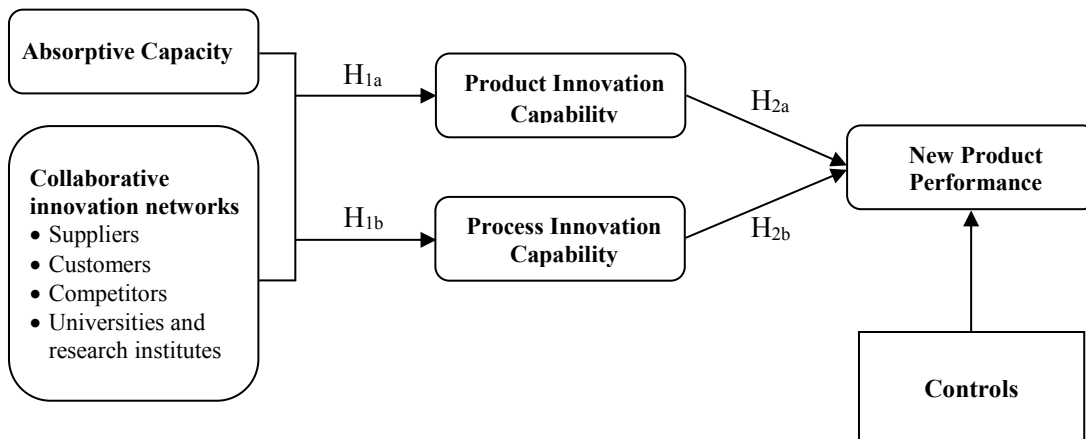 Absorptive Capacity
Collaborative
innovation networks
• Suppliers
• Customers
• Competitors
• Universities and
research institutes
H1a
H1b
Product Innovation
Capability
Process Innovation
Capability
H2a
H2b
New Product
Performance
Controls